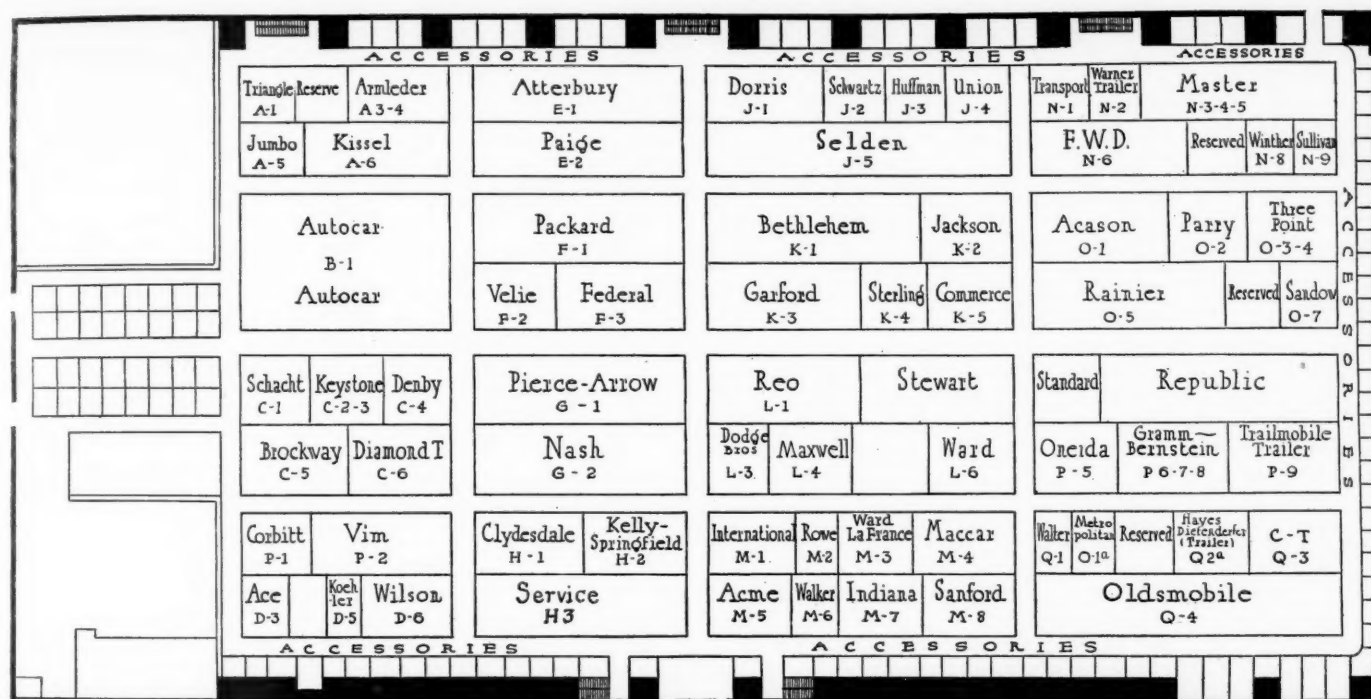 ACCESSORIES
ACCESSORIES
ACCESSORIES
Triangle
A-1
Reserve
Armleder
A 3-4
Jumbo
A-5
Kissel
A-6
Atterbury
E-1
Paige
E-2
Dorris
J-1
Schwartz
J-2
Huffman
J-3
Union
J-4
Selden
J-5
Transport
N-1
Warner
Trailer
N-2
Master
N-3-4-5
F.W.D.
N-6
Reserved
Winther
N-8
Sullivan
N-9
Autocar
B-1
Autocar
Packard
F-1
Velie
F-2
Federal
F-3
Bethlehem
K-1
Jackson
K-2
Garford
K-3
Sterling
K-4
Commerce
K-5
Acason
O-1
Parry
O-2
Three
Point
O-3-4
Rainier
O-5
Reserved
Sandow
O-7
ACCESSORIES
Schacht
C-1
Keystone
C-2-3
Denby
C-4
Brockway
C-5
Diamond T
C-6
Pierce-Arrow
G-1
Nash
G-2
Reo
L-1
Stewart
Dodge
Bros
L-3
Maxwell
L-4
Ward
L-6
Standard
Republic
Oneida
P-5
Gramm-
Bernstein
P 6-7-8
Trailmobile
Trailer
P-9
Corbitt
P-1
Vim
P-2
Ace
D-3
Koeh-
ler
D-5
Wilson
D-6
Clydesdale
H-1
Kelly-
Springfield
H-2
Service
H3
International
M-1
Rowe
M-2
Ward
La France
M-3
Maccar
M-4
Acme
M-5
Walker
M-6
Indiana
M-7
Sanford
M-8
Walter
Q-1
Metro
politan
O-1a
Reserved
Hayes
Diefenderfer
(Trailer)
Q2a
C-T
Q-3
Oldsmobile
Q-4
ACCESSORIES
ACCESSORIES